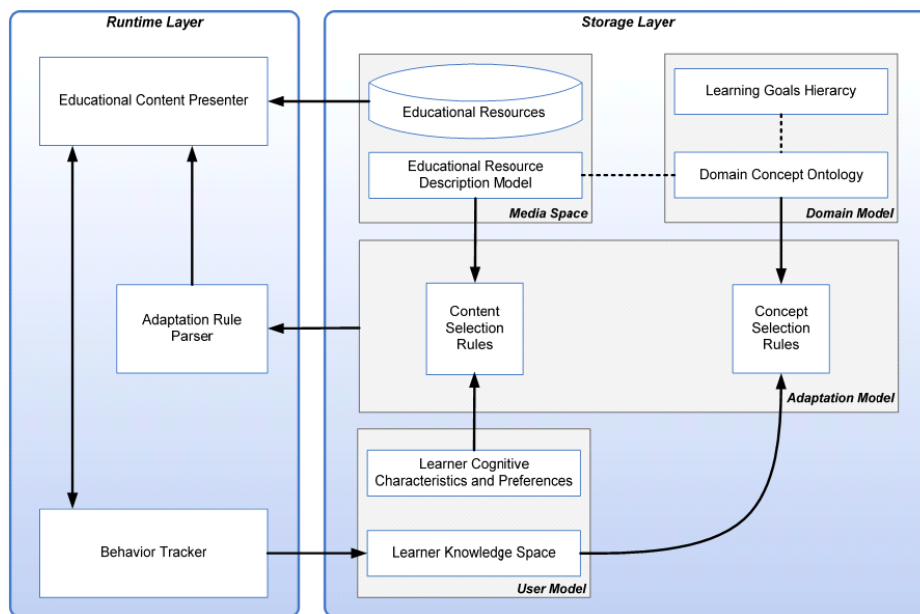 Runtime Layer
Storage Layer
Educational Content Presenter
Educational Resources
Learning Goals Hierarcy
Educational Resource
Description Model
Domain Concept Ontology
Media Space
Domain Model
Adaptation Rule
Parser
Content
Selection
Rules
Concept
Selection
Rules
Adaptation Model
Learner Cognitive
Characteristics and Preferences
Behavior Tracker
Learner Knowledge Space
User Model